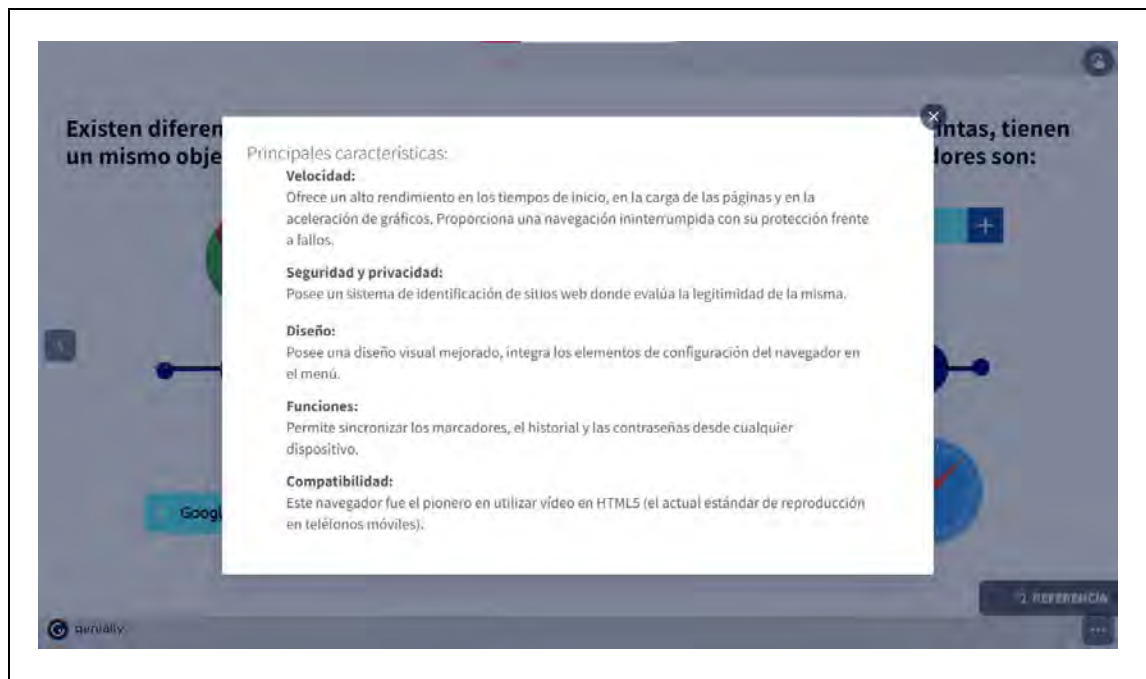 Existen diferen
intas, tienen
un mismo obje
dores son:
Principales características:
Velocidad:
Ofrece un alto rendimiento en los tiempos de inicio, en la carga de las páginas y en la
aceleración de gráficos. Proporciona una navegación ininterrumpida con su protección frente
a fallos.
Seguridad y privacidad:
Posee un sistema de identificación de sitios web donde evalúa la legitimidad de la misma.
Diseño:
Posee una diseño visual mejorado, integra los elementos de configuración del navegador en
el menú.
Funciones:
Permite sincronizar los marcadores, el historial y las contraseñas desde cualquier
dispositivo.
Compatibilidad:
Este navegador fue el pionero en utilizar vídeo en HTML5 (el actual estándar de reproducción
en teléfonos móviles).
Googl
REFERENCIA
genially